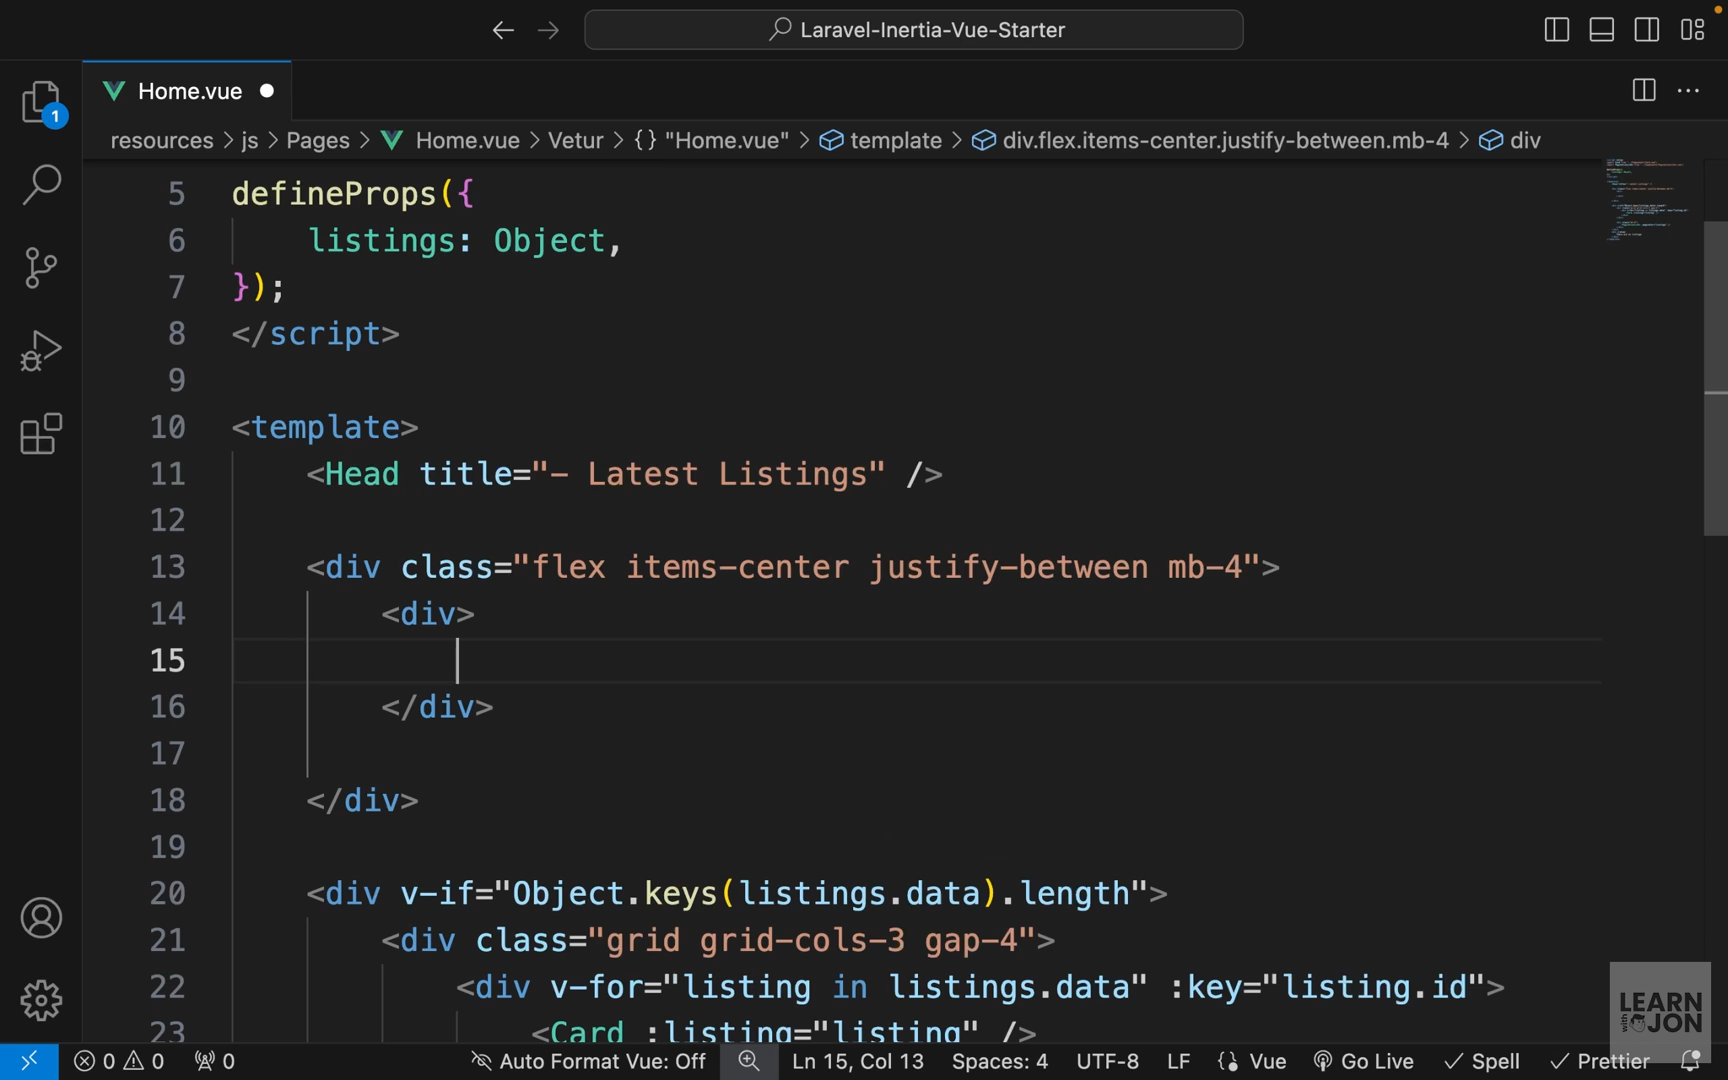 Laravel-Inertia-Vue-Starter
Home.vue
1
resources > js > Pages > Home.vue > Vetur > {} "Home.vue" > template > div.flex.items-center.justify-between.mb-4 > div
5 defineProps({
6 listings: Object,
7 });
8 </script>
9
10 <template>
11 <Head title="- Latest Listings" />
12
13 <div class="flex items-center justify-between mb-4">
14 <div>
15
16 </div>
17
18 </div>
19
20 <div v-if="Object.keys(listings.data).length">
21 <div class="grid grid-cols-3 gap-4">
22 <div v-for="listing in listings.data" :key="listing.id">
23 <Card :listing="listing" />
LEARN
with JON
0 0 0 Auto Format Vue: Off Ln 15, Col 13 Spaces: 4 UTF-8 LF Vue Go Live Spell Prettier